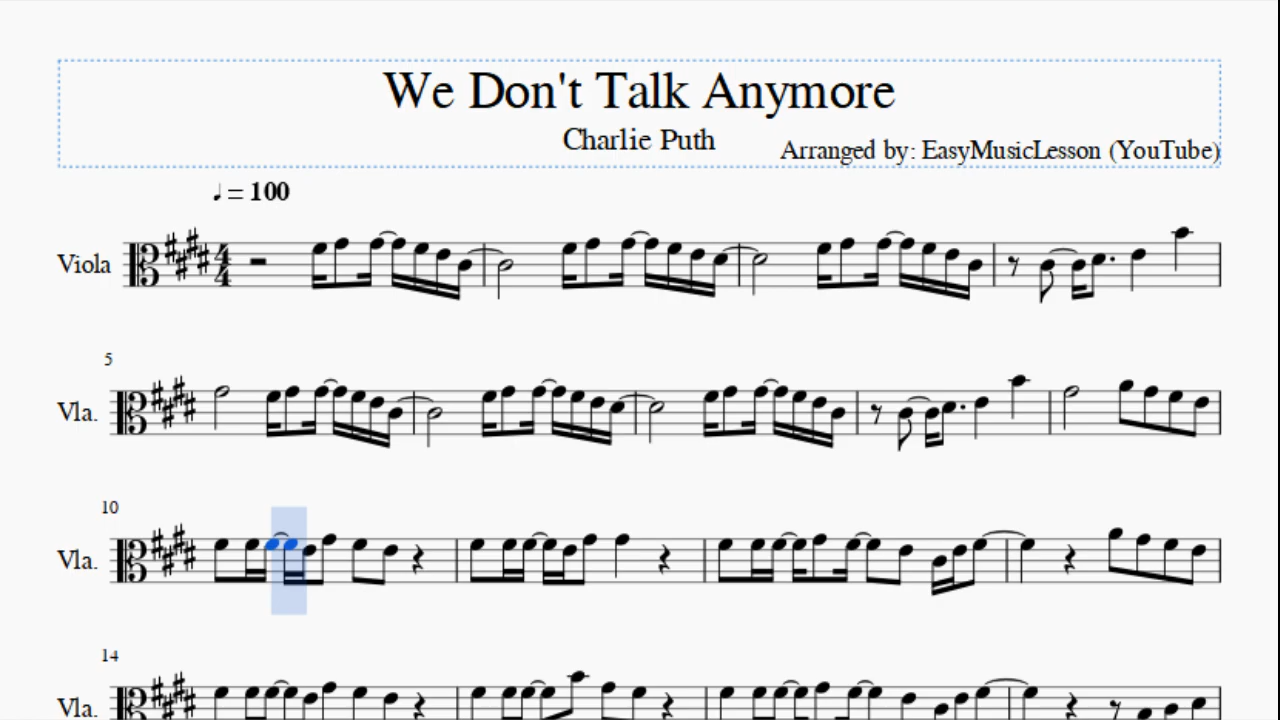 We Don't Talk Anymore
Charlie Puth
Arranged by: EasyMusicLesson (YouTube)
♩ = 100
Viola
4
4
5
Vla.
10
Vla.
14
Vla.